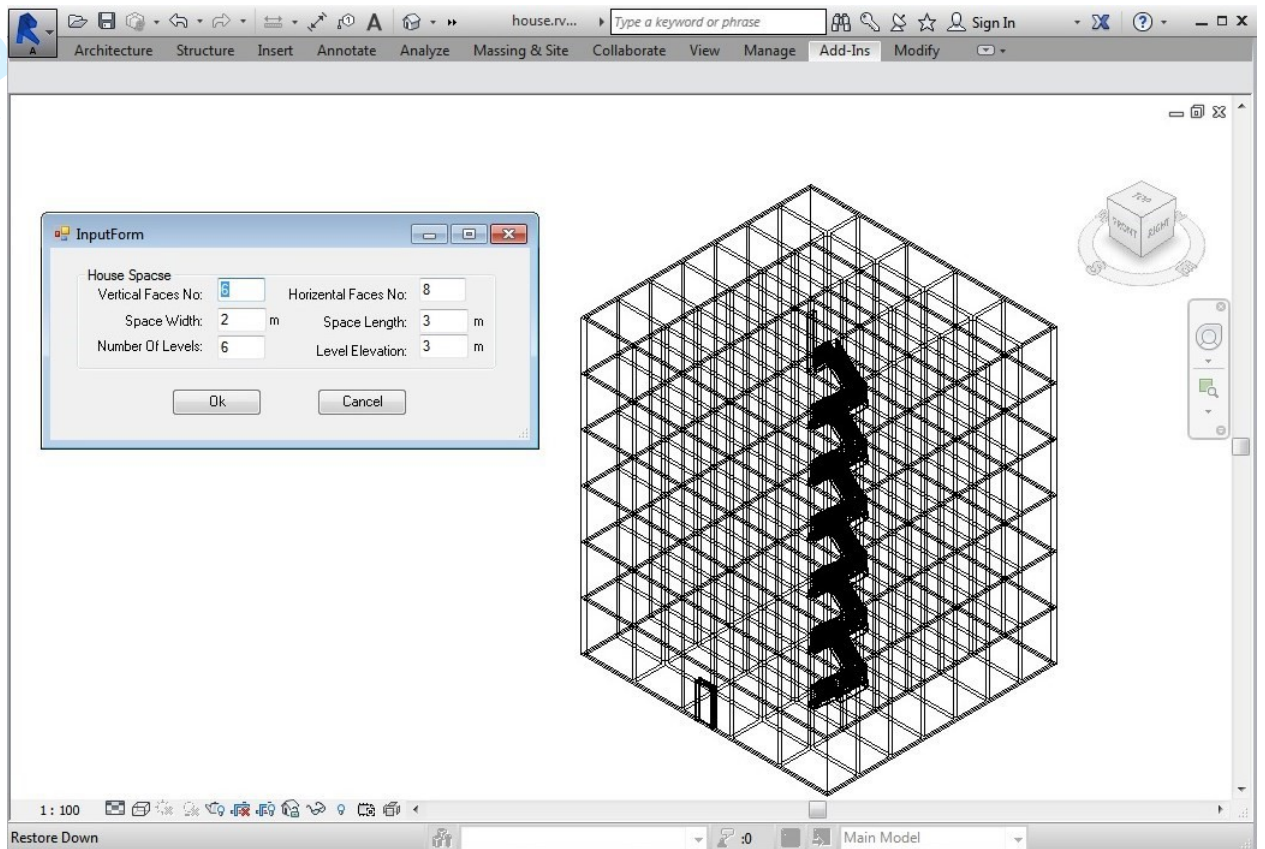 house.rv... Type a keyword or phrase Sign In
A Architecture Structure Insert Annotate Analyze Massing & Site Collaborate View Manage Add-Ins Modify
InputForm
House Spacse
Vertical Faces No: 6 Horizental Faces No: 8
Space Width: 2 m Space Length: 3 m
Number Of Levels: 6 Level Elevation: 3 m
Ok Cancel
TOP
FRONT RIGHT
1 : 100
Restore Down :0 Main Model